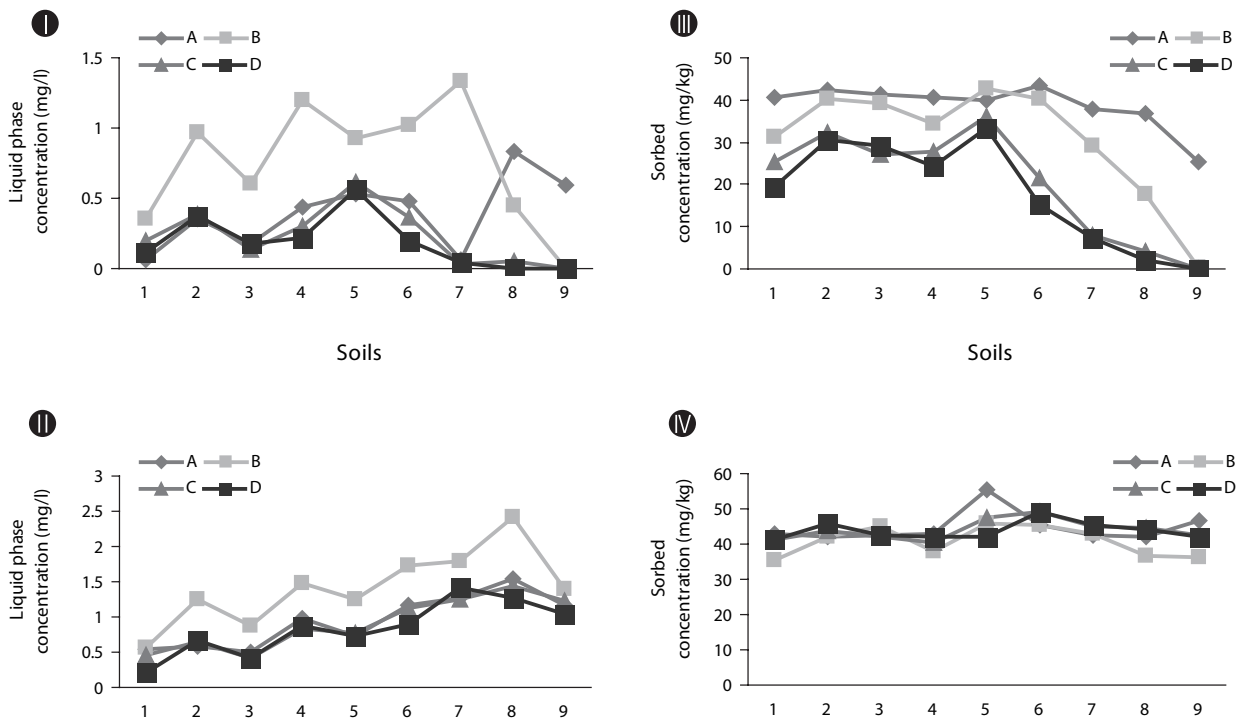 I
A B
C D
Liquid phase
concentration (mg/l)
1.5
1
0.5
0
1 2 3 4 5 6 7 8 9
Soils
III
A B
C D
Sorbed
concentration (mg/kg)
50
40
30
20
10
0
1 2 3 4 5 6 7 8 9
Soils
II
A B
C D
Liquid phase
concentration (mg/l)
3
2.5
2
1.5
1
0.5
0
1 2 3 4 5 6 7 8 9
IV
A B
C D
Sorbed
concentration (mg/kg)
60
50
40
30
20
10
0
1 2 3 4 5 6 7 8 9